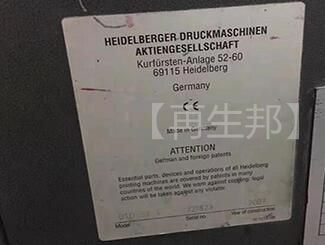 HEIDELBERGER DRUCKMASCHINEN
AKTIENGESELLSCHAFT
Kurfürsten-Anlage 52-60
69115 Heidelberg
Germany
CE
Made in Germany
【再生邦】
ATTENTION
German and foreign patents
Essential parts, devices and operations of all Heidelberg
printing machines are covered by patents in many
countries of the world. We warn against copying: legal
action will be taken against any violation.
2007
Model
Serial no
Year of construction